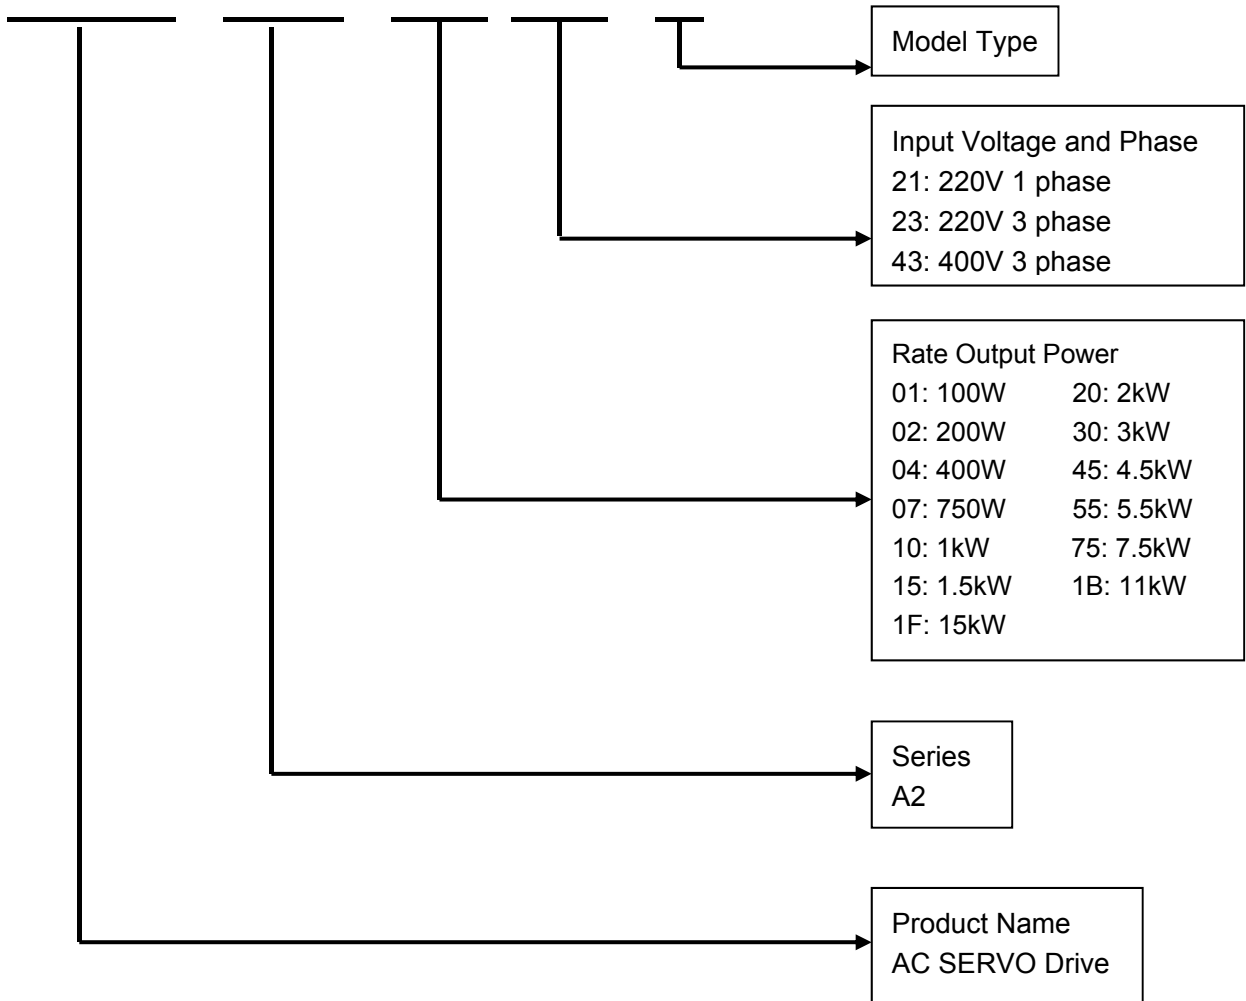 Model Type
Input Voltage and Phase
21: 220V 1 phase
23: 220V 3 phase
43: 400V 3 phase
Rate Output Power
01: 100W 20: 2kW
02: 200W 30: 3kW
04: 400W 45: 4.5kW
07: 750W 55: 5.5kW
10: 1kW 75: 7.5kW
15: 1.5kW 1B: 11kW
1F: 15kW
Series
A2
Product Name
AC SERVO Drive